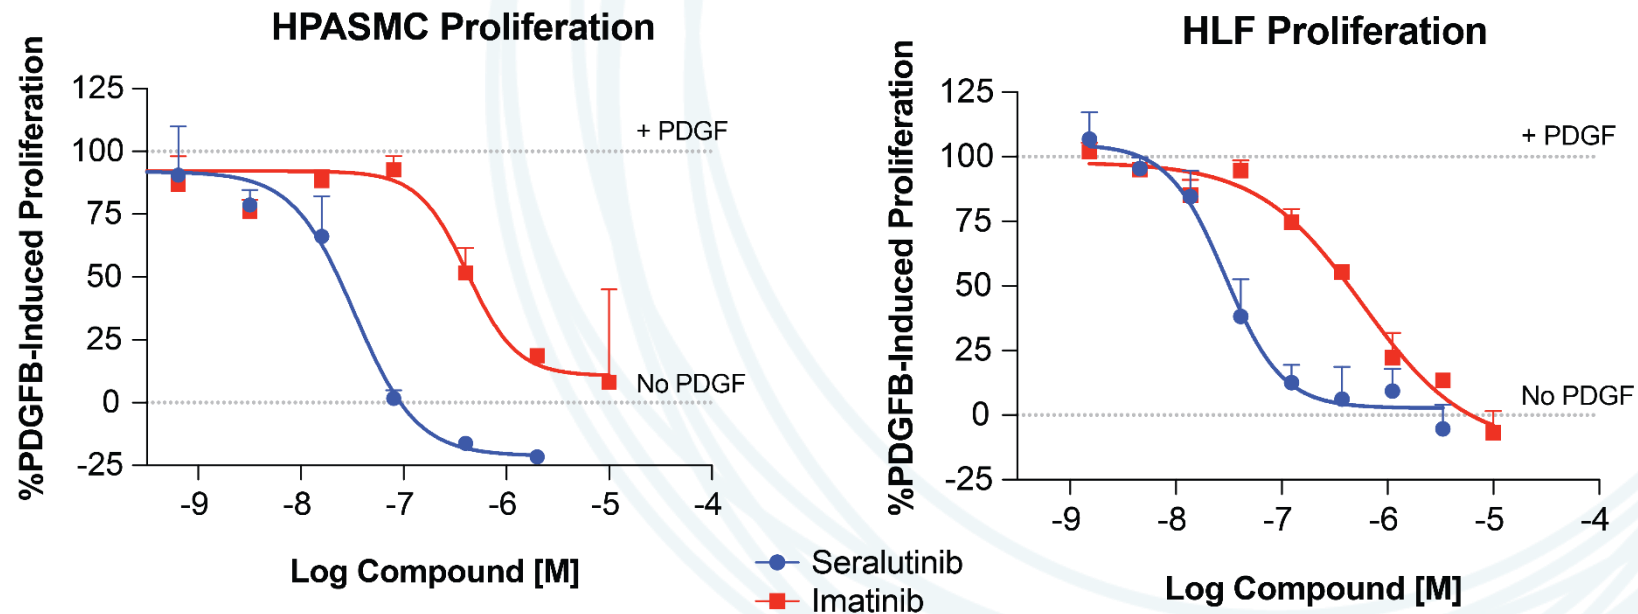 HPASMC Proliferation
%PDGFB-Induced Proliferation
125
100
75
50
25
0
-25
+ PDGF
No PDGF
-9 -8 -7 -6 -5 -4
Log Compound [M]
HLF Proliferation
%PDGFB-Induced Proliferation
125
100
75
50
25
0
-25
+ PDGF
No PDGF
-9 -8 -7 -6 -5 -4
Log Compound [M]
Seralutinib
Imatinib